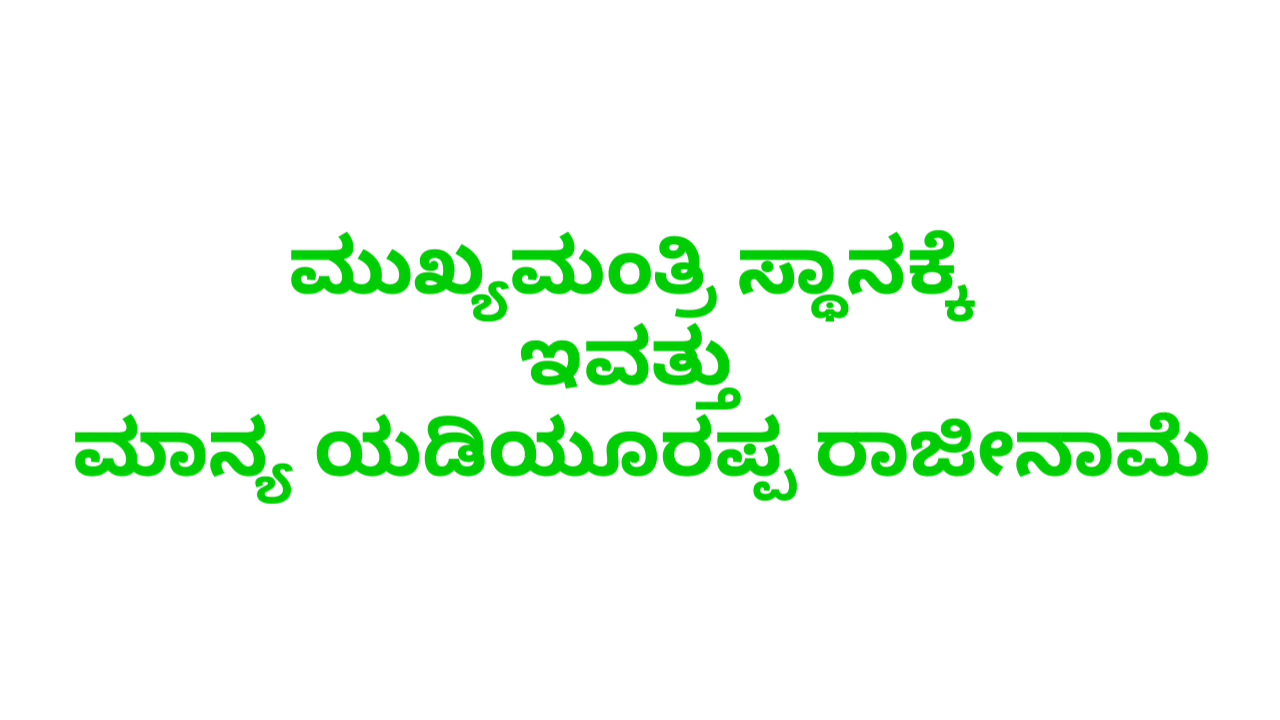 ಮುಖ್ಯಮಂತ್ರಿ ಸ್ಥಾನಕ್ಕೆ
ಇವತ್ತು
ಮಾನ್ಯ ಯಡಿಯೂರಪ್ಪ ರಾಜೀನಾಮೆ